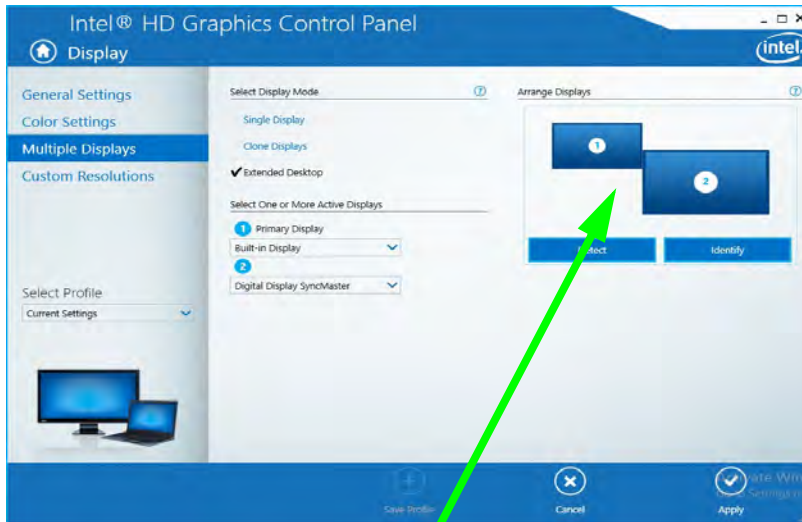 Intel® HD Graphics Control Panel
Display
intel
General Settings
Color Settings
Multiple Displays
Custom Resolutions
Select Profile
Current Settings
Select Display Mode
Single Display
Clone Displays
Extended Desktop
Select One or More Active Displays
1 Primary Display
Built-in Display
2
Digital Display SyncMaster
Arrange Displays
1
2
Detect Identify
Save Profile Cancel Apply